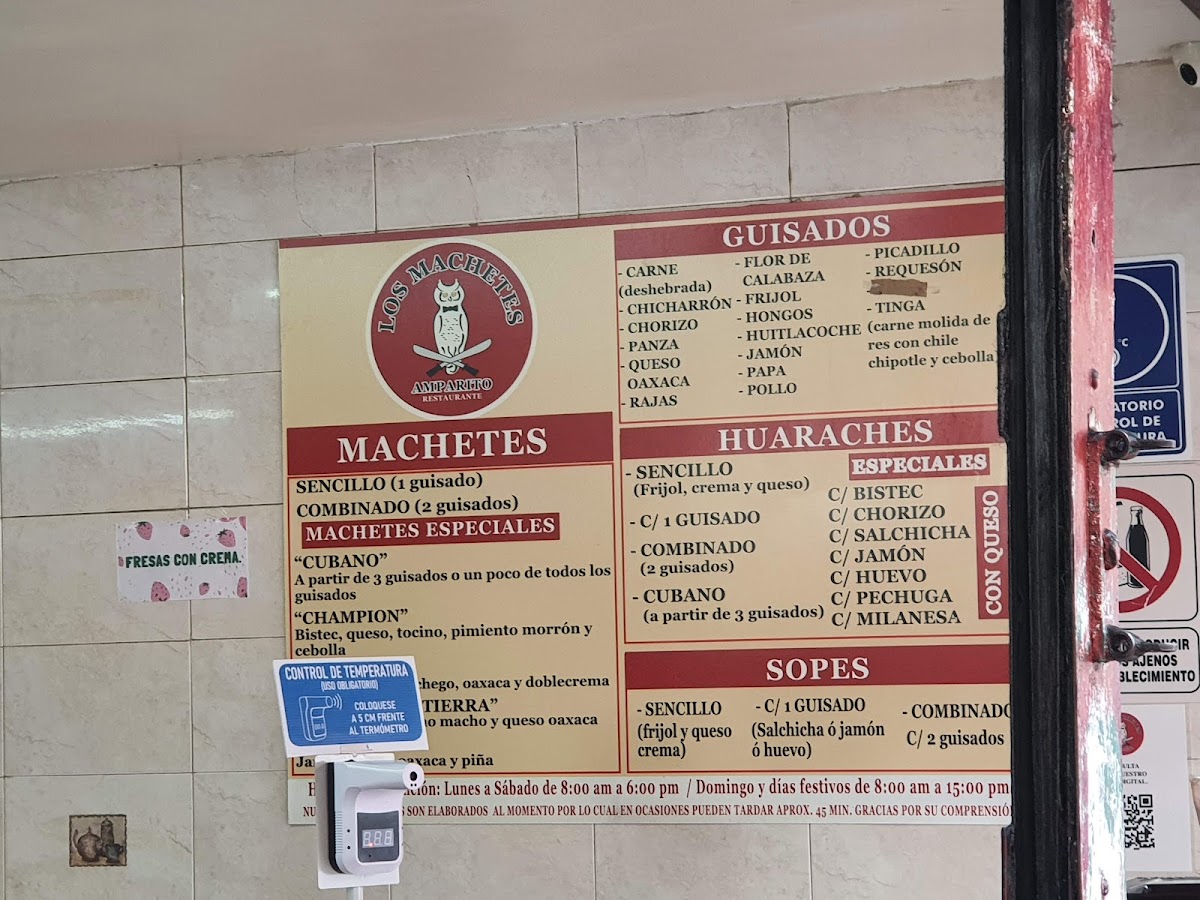 LOS MACHETES
AMPARITO
RESTAURANTE
GUISADOS
- CARNE
(deshebrada)
- CHICHARRÓN
- CHORIZO
- PANZA
- QUESO
OAXACA
- RAJAS
- FLOR DE
CALABAZA
- FRIJOL
- HONGOS
- HUITLACOCHE
- JAMÓN
- PAPA
- POLLO
- PICADILLO
- REQUESÓN
- TINGA
(carne molida de
res con chile
chipotle y cebolla)
MACHETES
SENCILLO (1 guisado)
COMBINADO (2 guisados)
MACHETES ESPECIALES
“CUBANO”
A partir de 3 guisados o un poco de todos los
guisados
“CHAMPION”
Bistec, queso, tocino, pimiento morrón y
cebolla
oaxaca y doblecrema
TIERRA”
macho y queso oaxaca
y piña
HUARACHES
- SENCILLO
(Frijol, crema y queso)
- C/ 1 GUISADO
- COMBINADO
(2 guisados)
- CUBANO
(a partir de 3 guisados)
ESPECIALES
C/ BISTEC
C/ CHORIZO
C/ SALCHICHA
C/ JAMÓN
C/ HUEVO
C/ PECHUGA
C/ MILANESA
CON QUESO
SOPES
- SENCILLO
(frijol y queso
crema)
- C/ 1 GUISADO
(Salchicha ó jamón
ó huevo)
- COMBINADO
C/ 2 guisados
Lunes a Sábado de 8:00 am a 6:00 pm / Domingo y días festivos de 8:00 am a 15:00 pm
SON ELABORADOS AL MOMENTO POR LO CUAL EN OCASIONES PUEDEN TARDAR APROX. 45 MIN. GRACIAS POR SU COMPRENSIÓN
FRESAS CON CREMA.
CONTROL DE TEMPERATURA
(USO OBLIGATORIO)
COLOQUESE
A 5 CM FRENTE
AL TERMÓMETRO
8.8.8
°C
DE
AJENOS